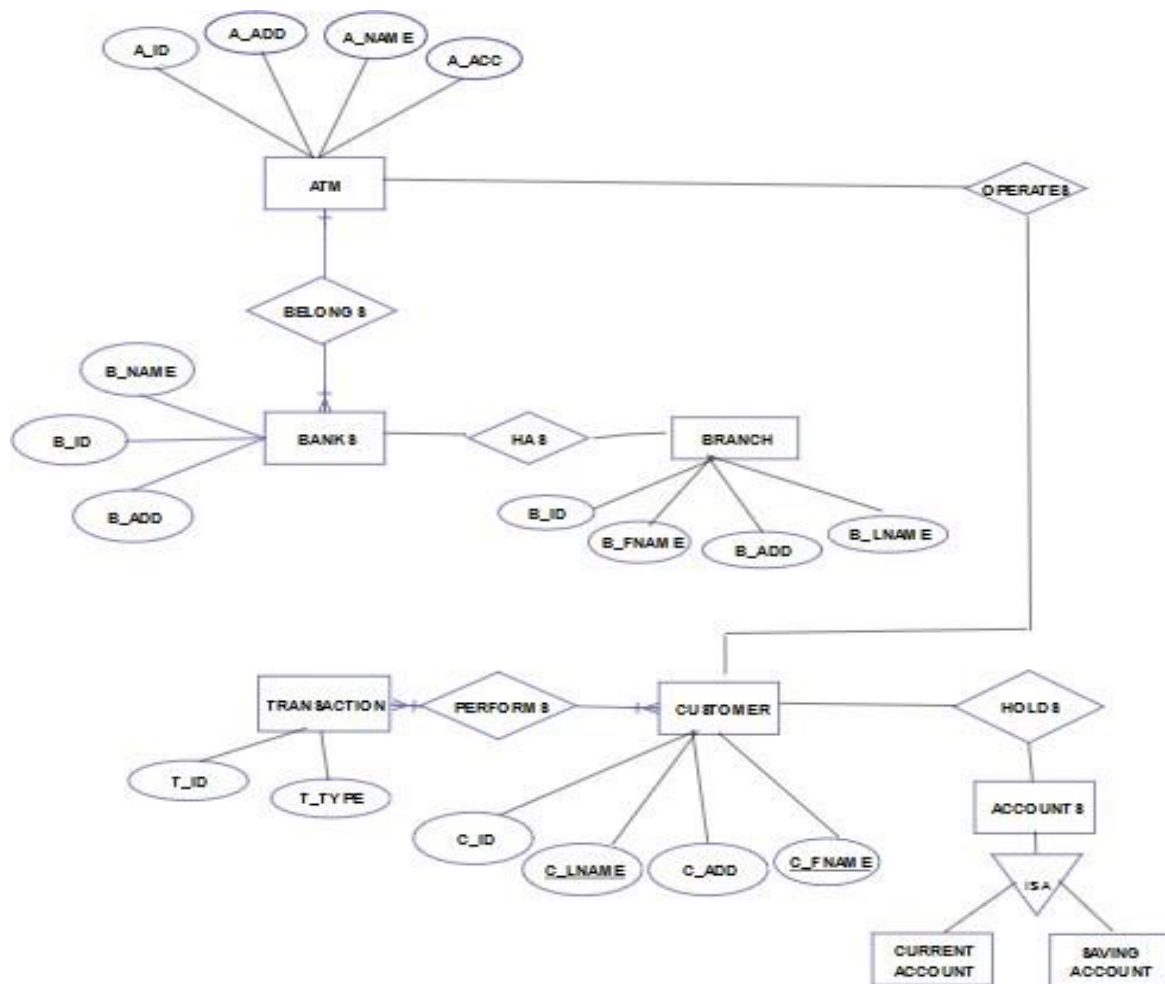 A_ID
A_ADD
A_NAME
A_ACC
ATM
OPERATES
BELONGS
B_NAME
B_ID
B_ADD
BANKS
HAS
BRANCH
B_ID
B_FNAME
B_ADD
B_LNAME
TRANSACTION
PERFORMS
CUSTOMER
HOLDS
T_ID
T_TYPE
C_ID
C_LNAME
C_ADD
C_FNAME
ACCOUNTS
ISA
CURRENT
ACCOUNT
SAVING
ACCOUNT